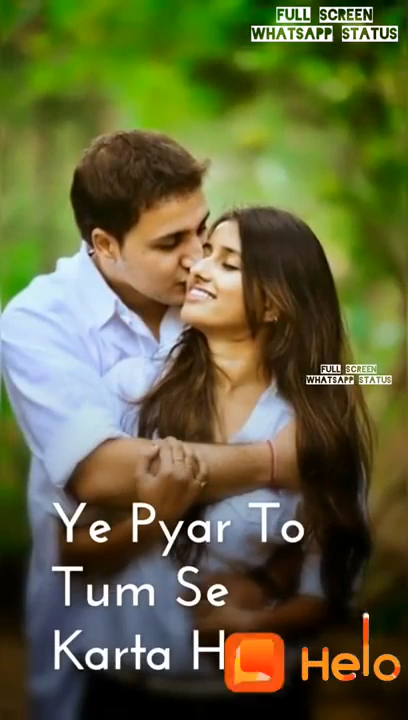 FULL SCREEN
WHATSAPP STATUS
FULL SCREEN
WHATSAPP STATUS
Ye Pyar To
Tum Se
Karta
Helo